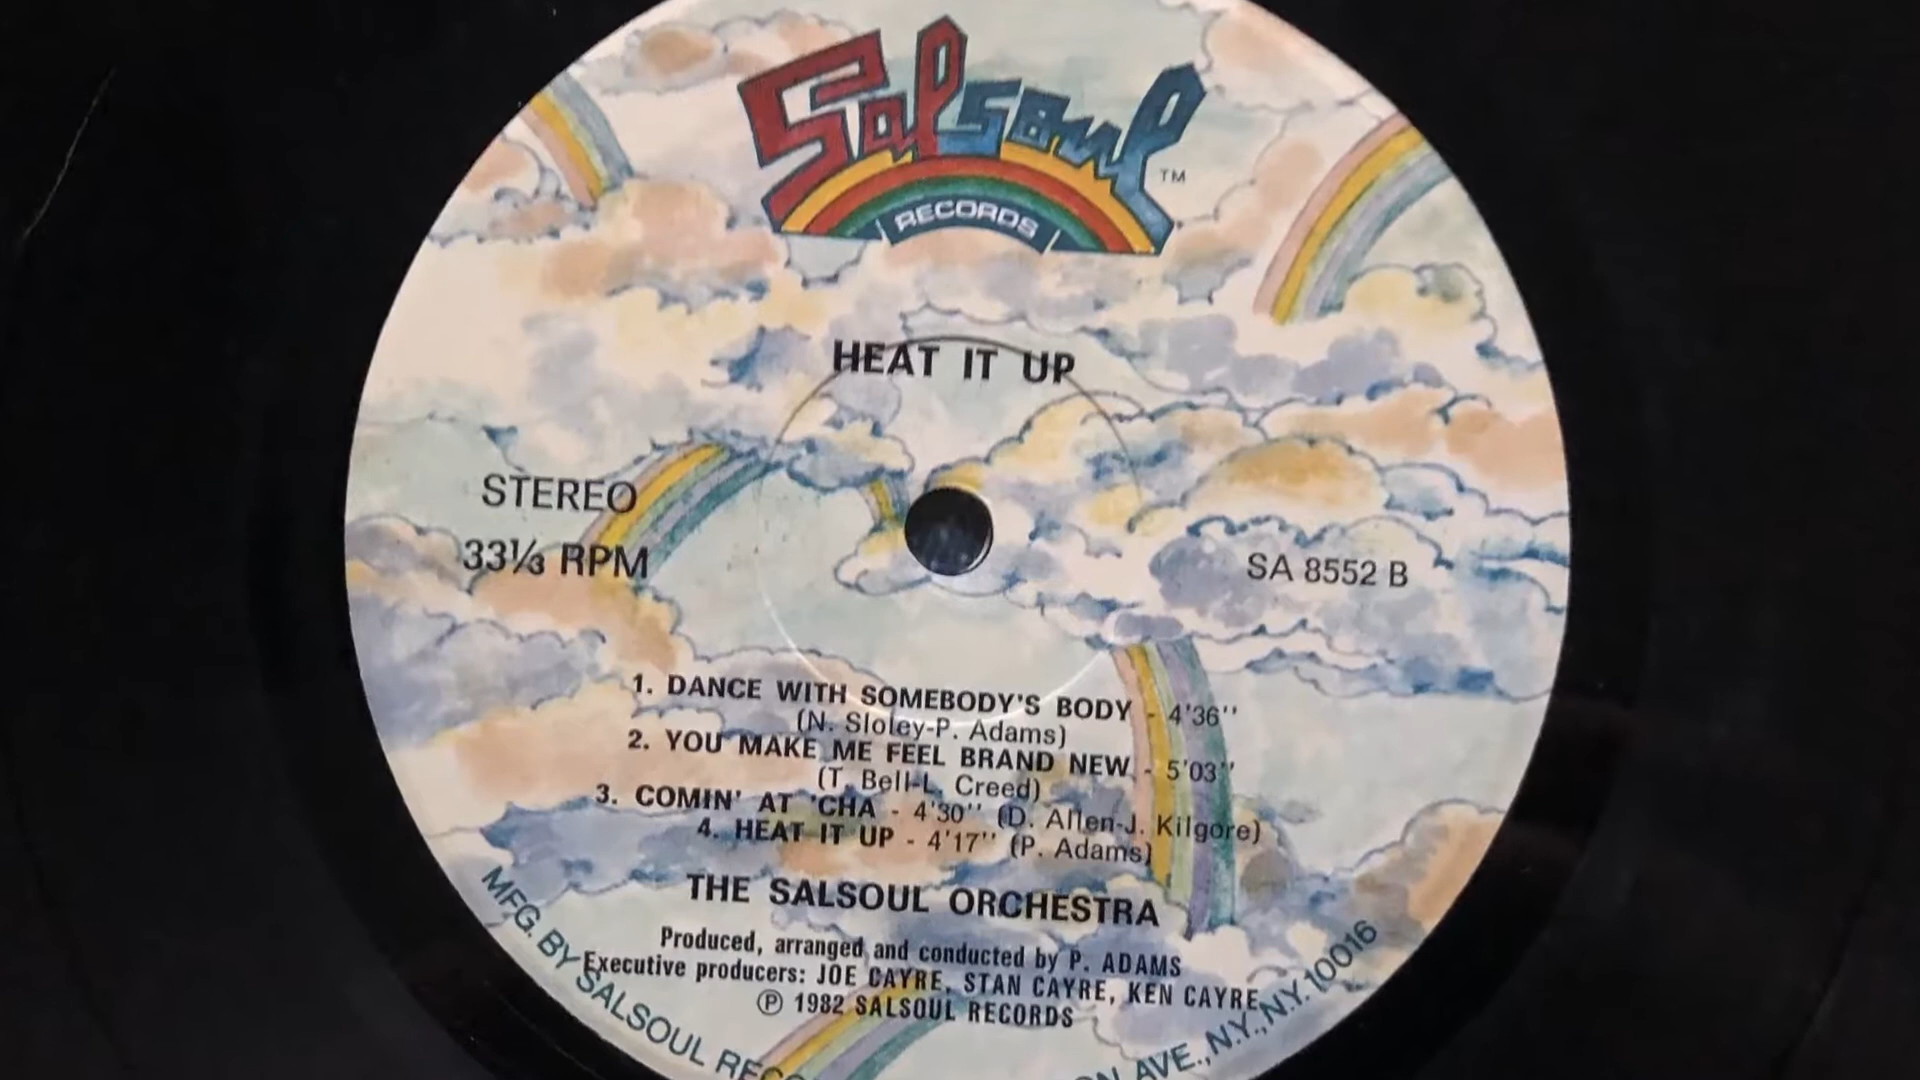 Salsoul TM
RECORDS
HEAT IT UP
STEREO
33⅓ RPM
SA 8552 B
1. DANCE WITH SOMEBODY'S BODY - 4'36''
(N. Sloley-P. Adams)
2. YOU MAKE ME FEEL BRAND NEW - 5'03''
(T. Bell-L. Creed)
3. COMIN' AT 'CHA - 4'30'' (D. Allen-J. Kilgore)
4. HEAT IT UP - 4'17'' (P. Adams)
THE SALSOUL ORCHESTRA
Produced, arranged and conducted by P. ADAMS
Executive producers: JOE CAYRE, STAN CAYRE, KEN CAYRE
Ⓟ 1982 SALSOUL RECORDS
MFG. BY SALSOUL AVE., N.Y., N.Y. 10016